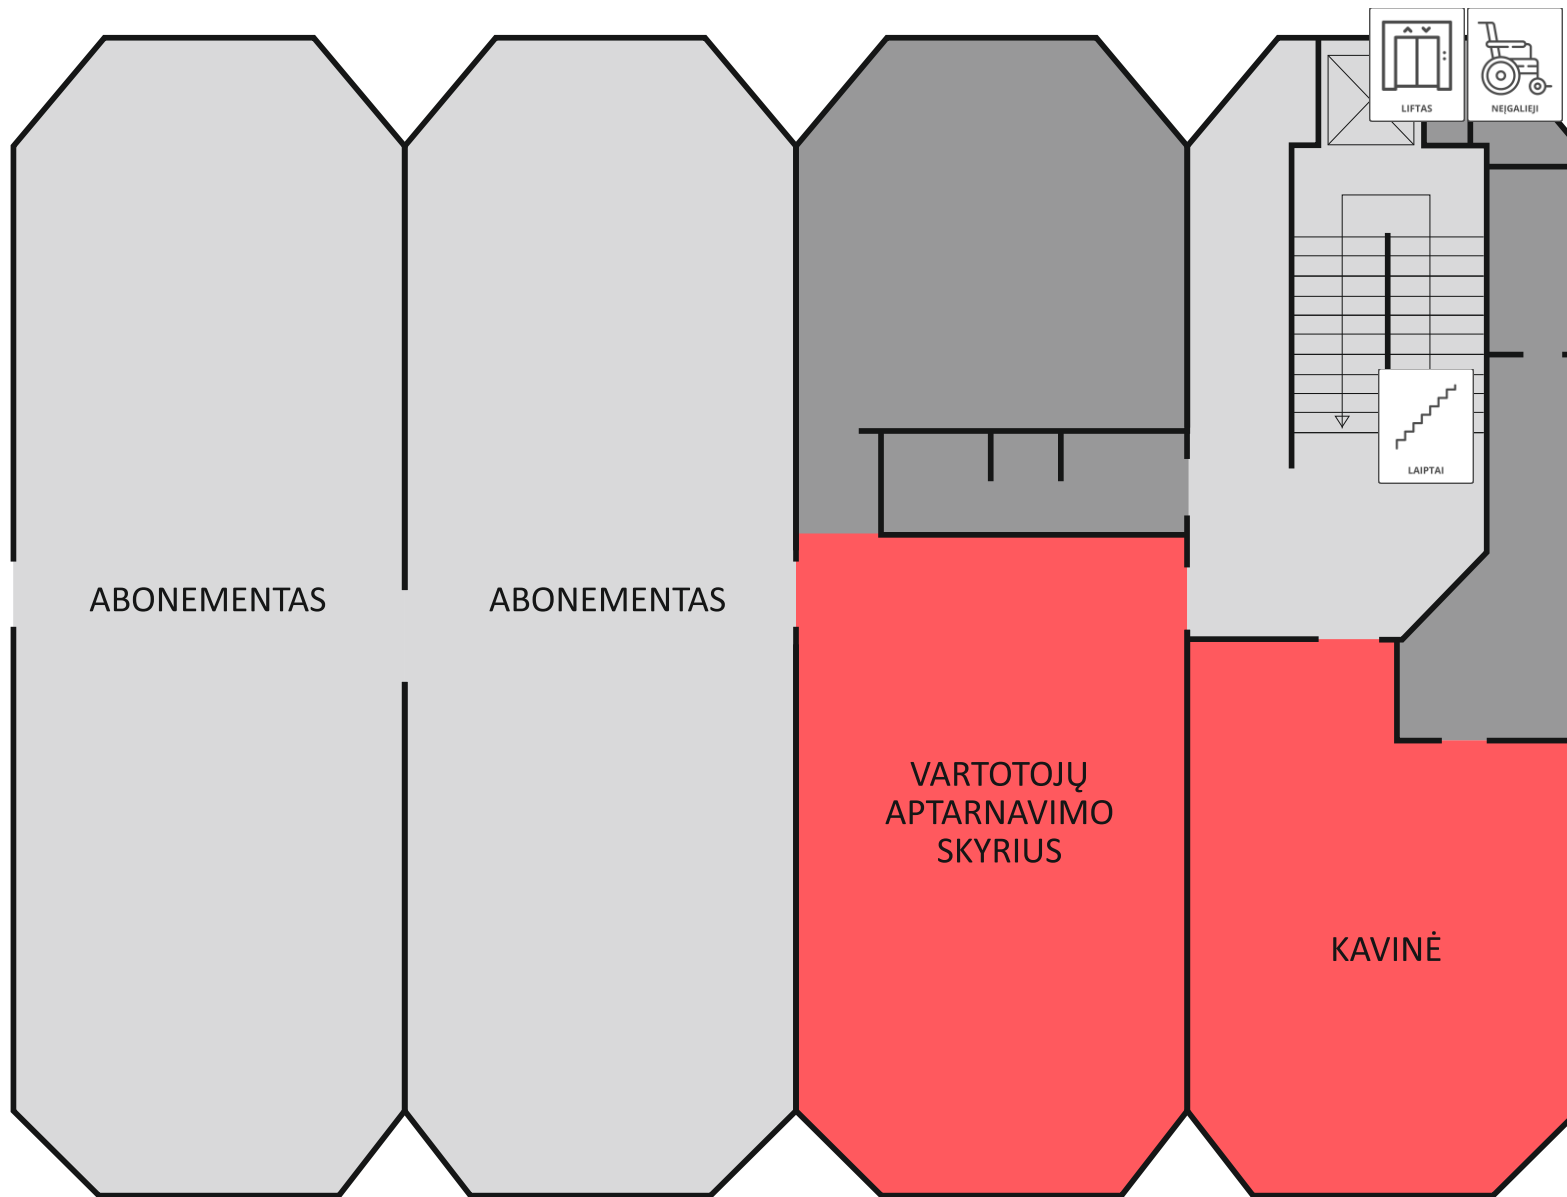 LIFTAS
NEĮGALIEJI
LAIPTAI
ABONEMENTAS
ABONEMENTAS
VARTOTOJŲ
APTARNAVIMO
SKYRIUS
KAVINĖ